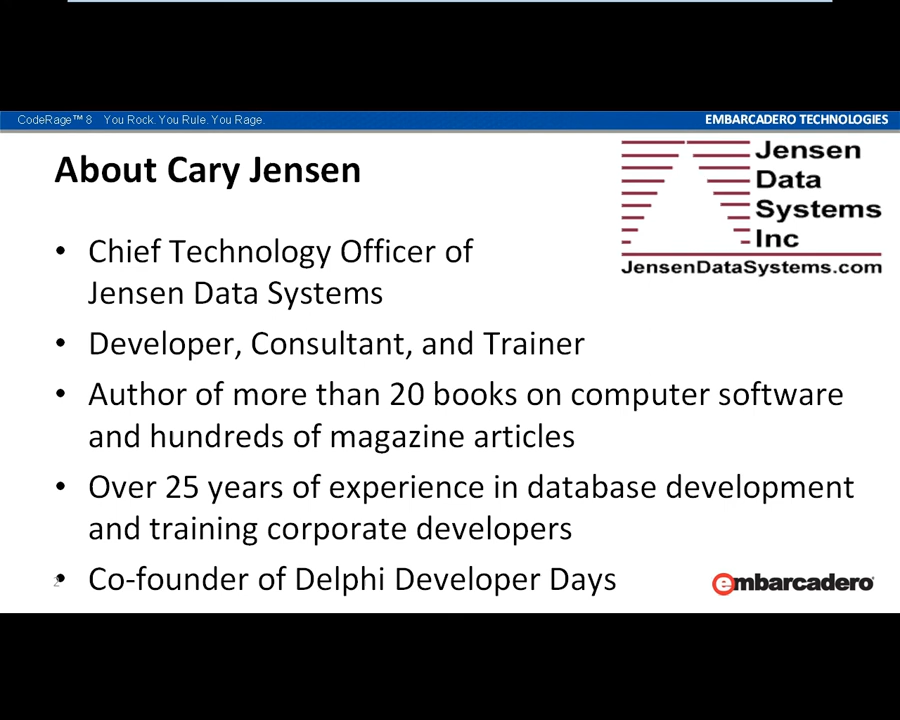 CodeRage™ 8 You Rock. You Rule. You Rage.
EMBARCADERO TECHNOLOGIES
About Cary Jensen
Jensen
Data
Systems
Inc
JensenDataSystems.com
• Chief Technology Officer of
Jensen Data Systems
• Developer, Consultant, and Trainer
• Author of more than 20 books on computer software
and hundreds of magazine articles
• Over 25 years of experience in database development
and training corporate developers
• Co-founder of Delphi Developer Days
2
embarcadero